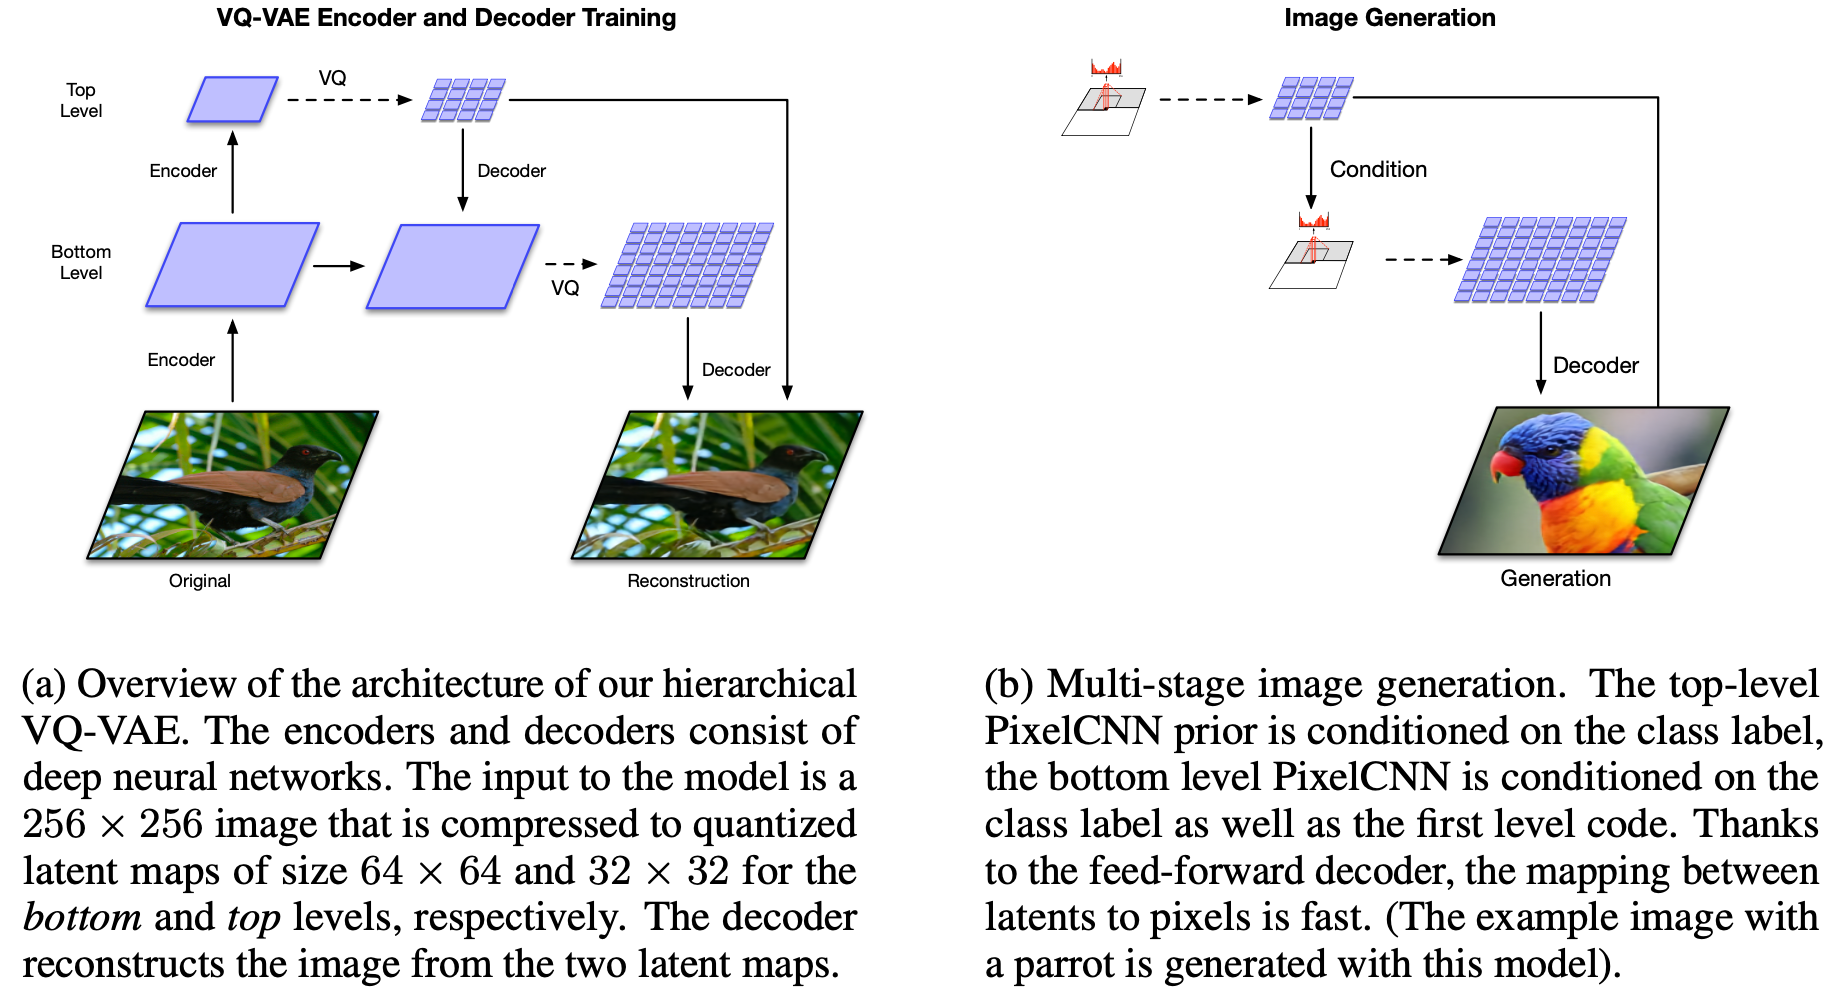 VQ-VAE Encoder and Decoder Training
Top
Level
VQ
Encoder
Decoder
Bottom
Level
VQ
Encoder
Decoder
Original
Reconstruction
Image Generation
Condition
Decoder
Generation
(a) Overview of the architecture of our hierarchical
VQ-VAE. The encoders and decoders consist of
deep neural networks. The input to the model is a
256 × 256 image that is compressed to quantized
latent maps of size 64 × 64 and 32 × 32 for the
bottom and top levels, respectively. The decoder
reconstructs the image from the two latent maps.
(b) Multi-stage image generation. The top-level
PixelCNN prior is conditioned on the class label,
the bottom level PixelCNN is conditioned on the
class label as well as the first level code. Thanks
to the feed-forward decoder, the mapping between
latents to pixels is fast. (The example image with
a parrot is generated with this model).